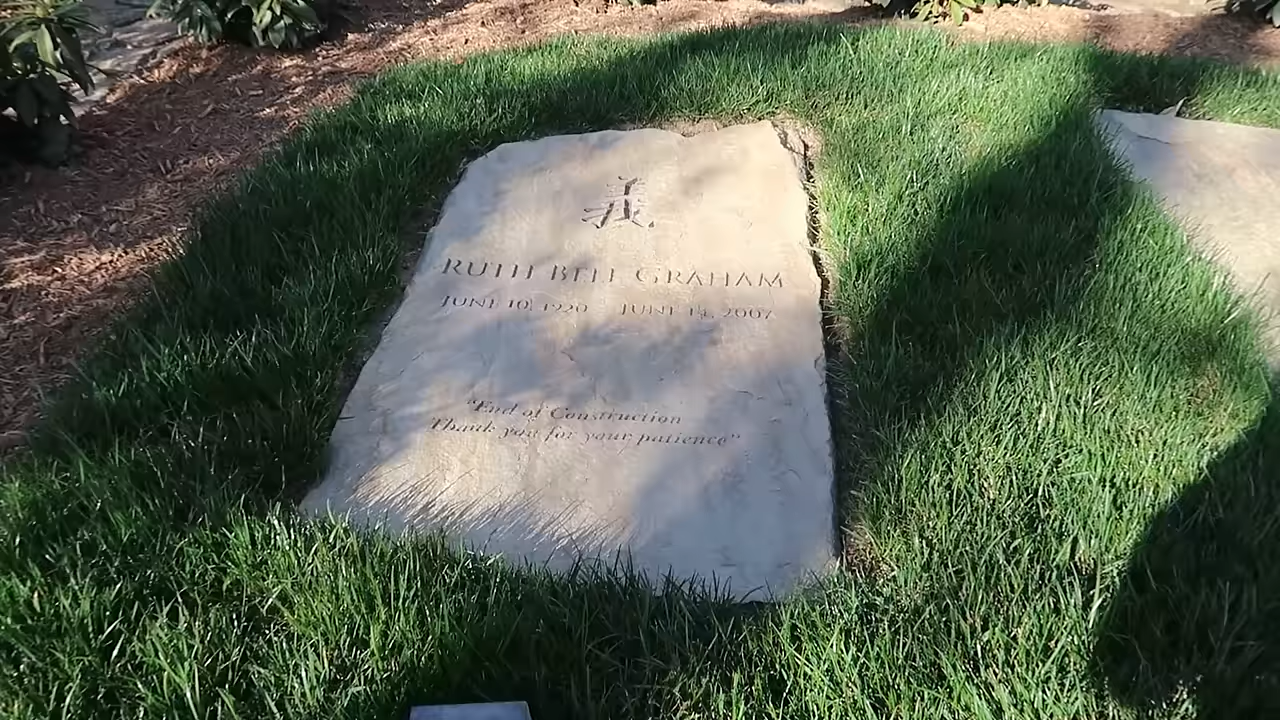 義
RUTH BELL GRAHAM
JUNE 10, 1920 JUNE 14, 2007
"End of Construction
Thank you for your patience"